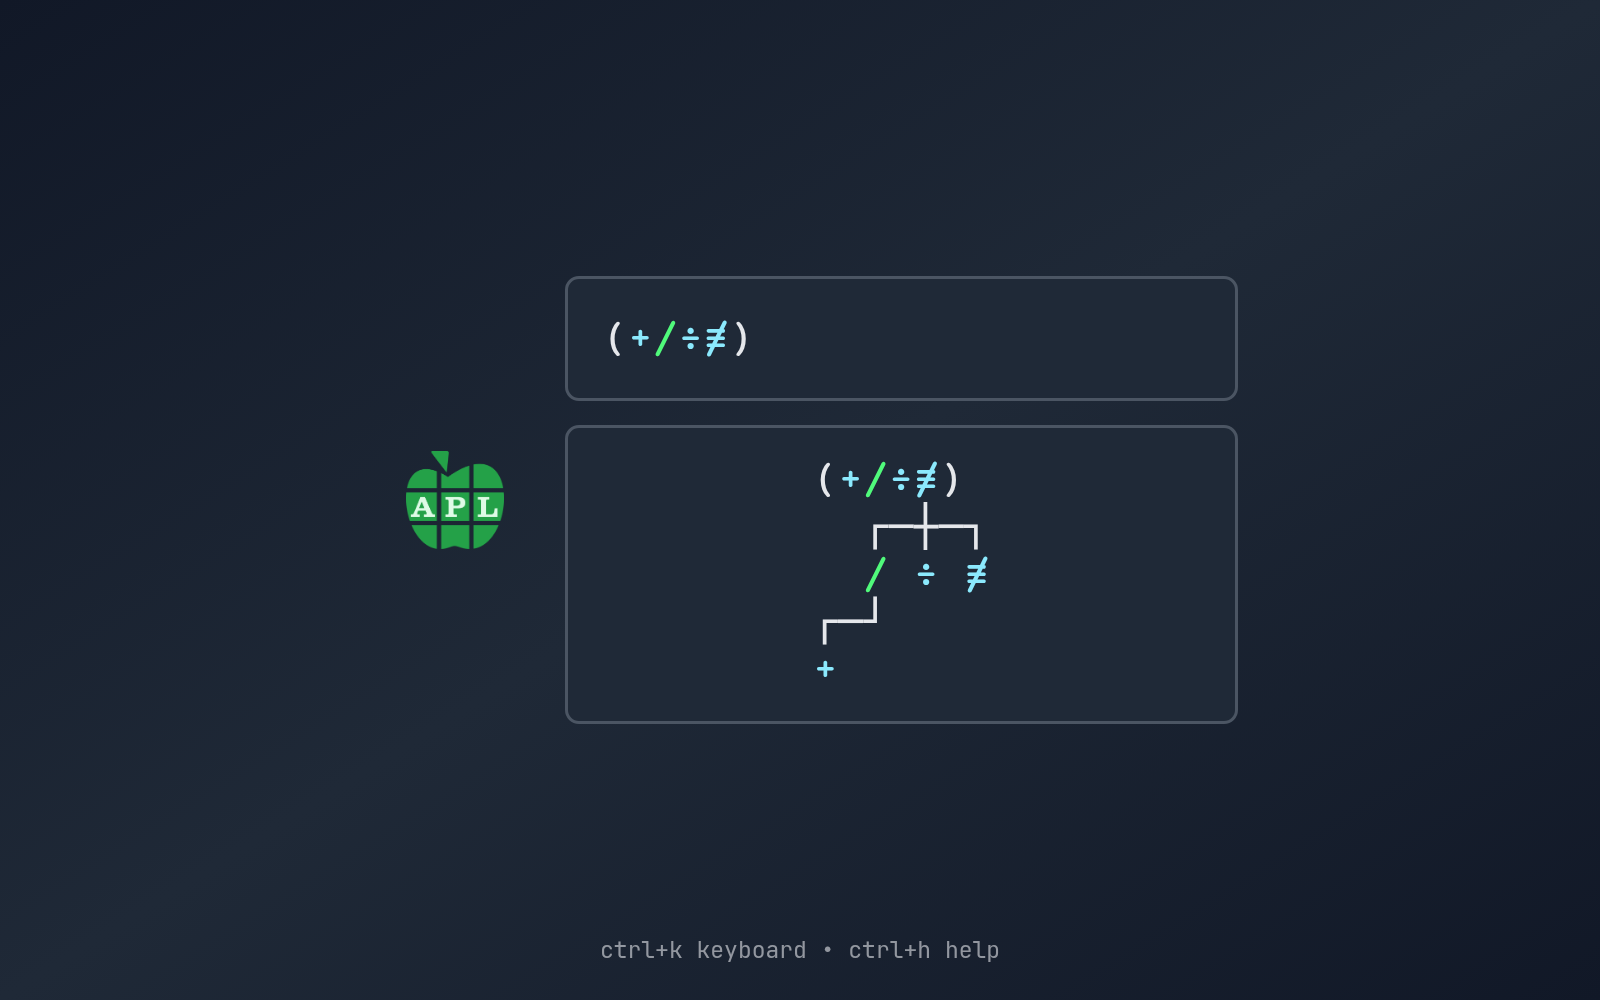 (+/÷≢)
APL
(+/÷≢)
/ ÷ ≢
+
ctrl+k keyboard • ctrl+h help